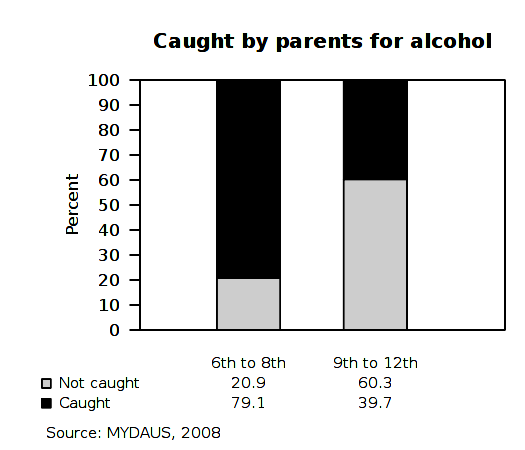 Caught by parents for alcohol
100
90
80
70
60
50
40
30
20
10
0
Percent
6th to 8th 9th to 12th
Not caught 20.9 60.3
Caught 79.1 39.7
Source: MYDAUS, 2008